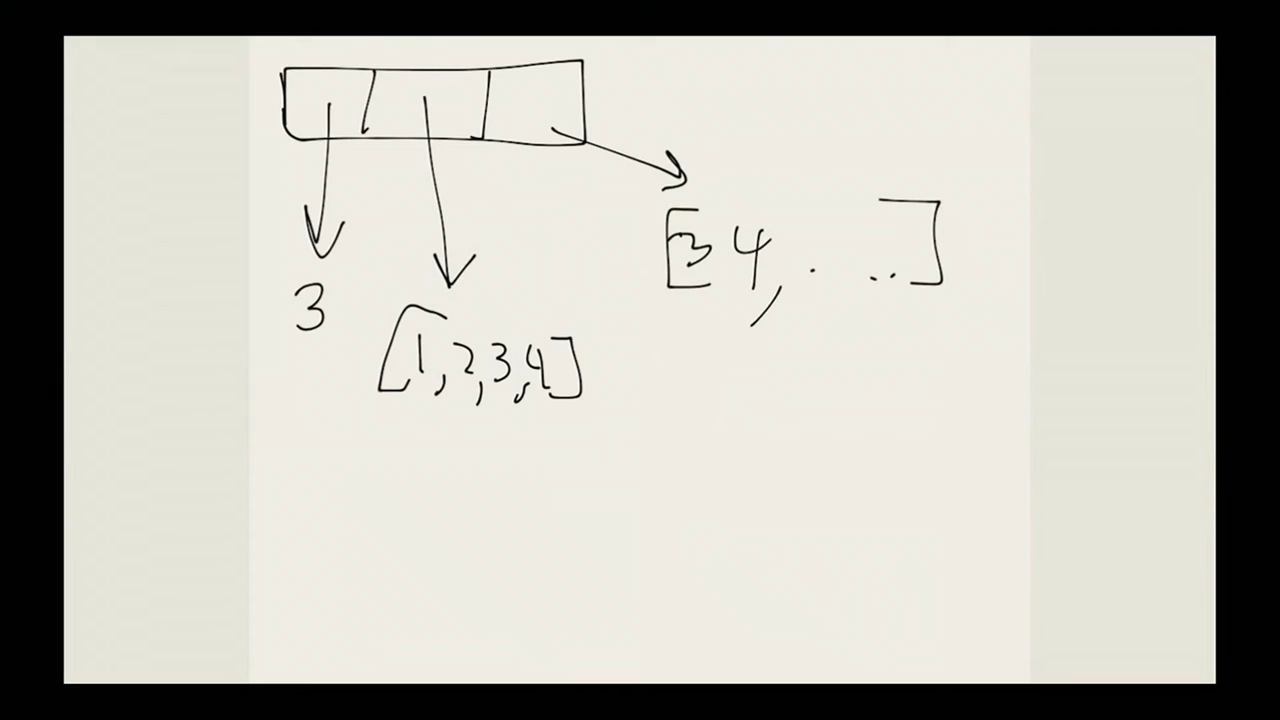 [3 4, . ..]
3
[1,2,3,4]